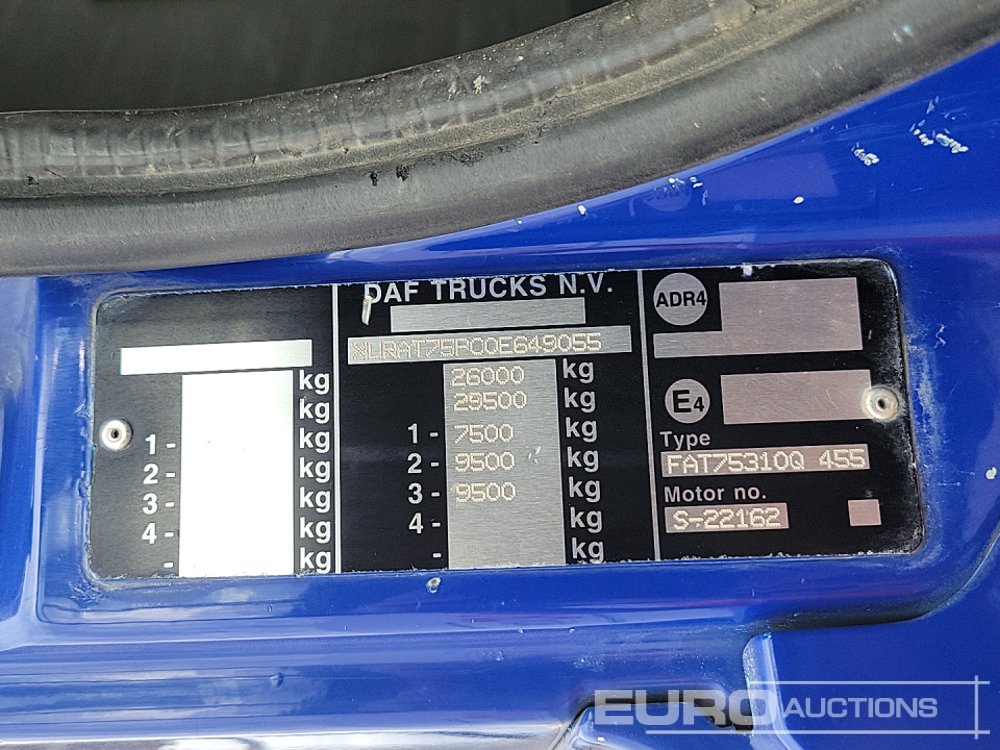 DAF TRUCKS N.V.
XLRAT75PC0E649055
kg
kg
1- kg
2- kg
3- kg
4- kg
- kg
26000 kg
29500 kg
1- 7500 kg
2- 9500 kg
3- 9500 kg
4- kg
- kg
ADR4
E4
Type
FAT75310Q 455
Motor no.
S-22162
EURO AUCTIONS